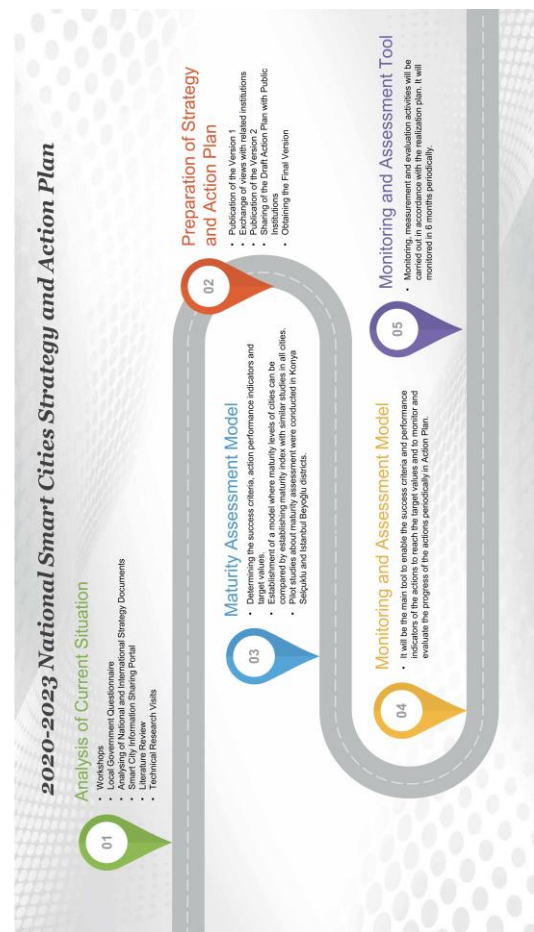 2020-2023 National Smart Cities Strategy and Action Plan
01
Analysis of Current Situation
• Workshops
• Local Government Questionnaire
• Analysing of National and International Strategy Documents
• Smart City Information Sharing Portal
• Literature Review
• Technical Research Visits
02
Preparation of Strategy
and Action Plan
• Publication of the Version 1
• Exchange of views with related institutions
• Publication of the Version 2
• Sharing of the Draft Action Plan with Public
Institutions
• Obtaining the Final Version
03
Maturity Assessment Model
• Determining the success criteria, action performance indicators and
target values.
• Establishment of a model where maturity levels of cities can be
compared by establishing maturity index with similar studies in all cities.
• Pilot studies about maturity assessment were conducted in Konya
Selçuklu and Istanbul Beyoğlu districts.
04
Monitoring and Assessment Model
• It will be the main tool to enable the success criteria and performance
indicators of the actions to reach the target values and to monitor and
evaluate the progress of the actions periodically in Action Plan.
05
Monitoring and Assessment Tool
• Monitoring, measurement and evaluation activities will be
carried out in accordance with the realization plan. It will
monitored in 6 months periodically.